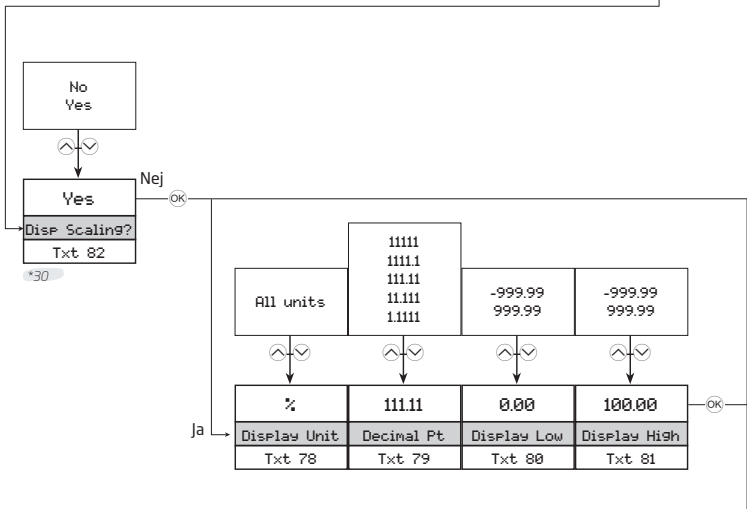 No
Yes
Nej
Yes
OK
Disp Scaling?
Txt 82
*30
All units
11111
1111.1
111.11
11.111
1.1111
-999.99
999.99
-999.99
999.99
%
111.11
0.00
100.00
OK
Ja
Display Unit
Decimal Pt
Display Low
Display High
Txt 78
Txt 79
Txt 80
Txt 81